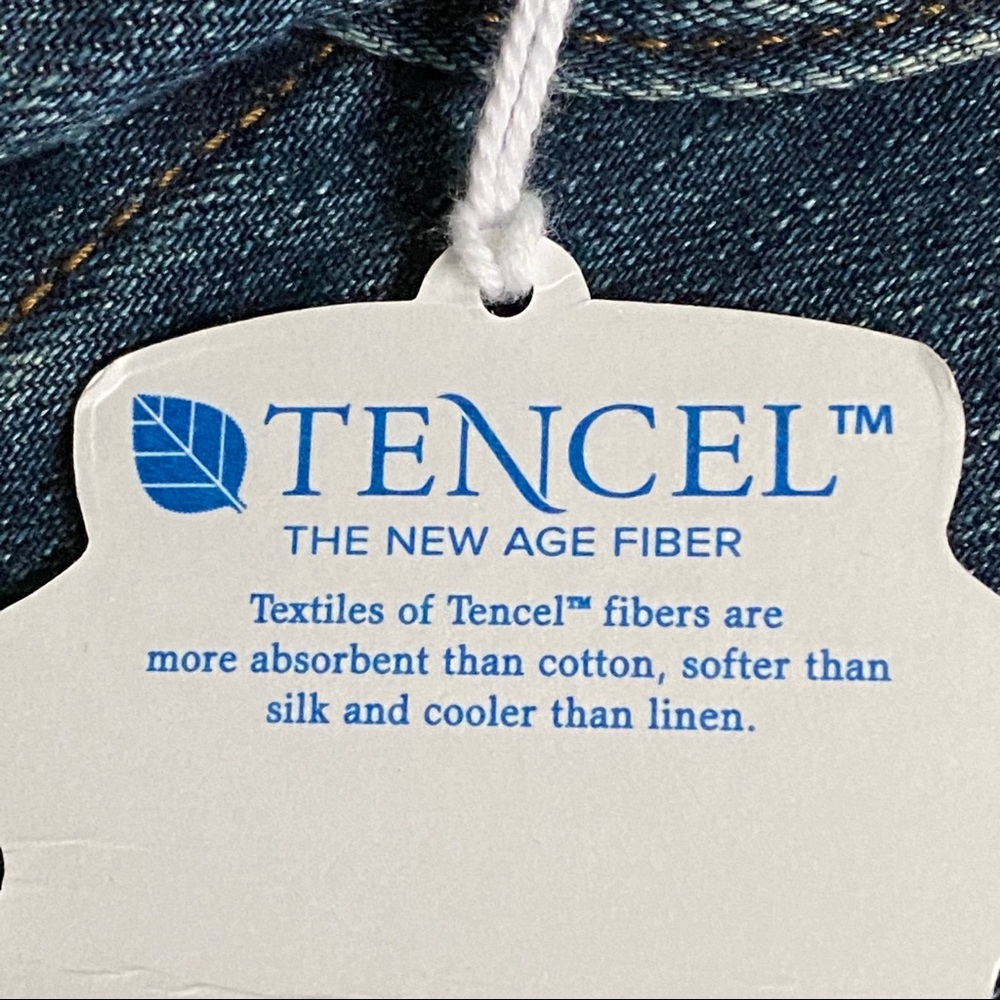 TENCEL™
THE NEW AGE FIBER
Textiles of Tencel™ fibers are
more absorbent than cotton, softer than
silk and cooler than linen.